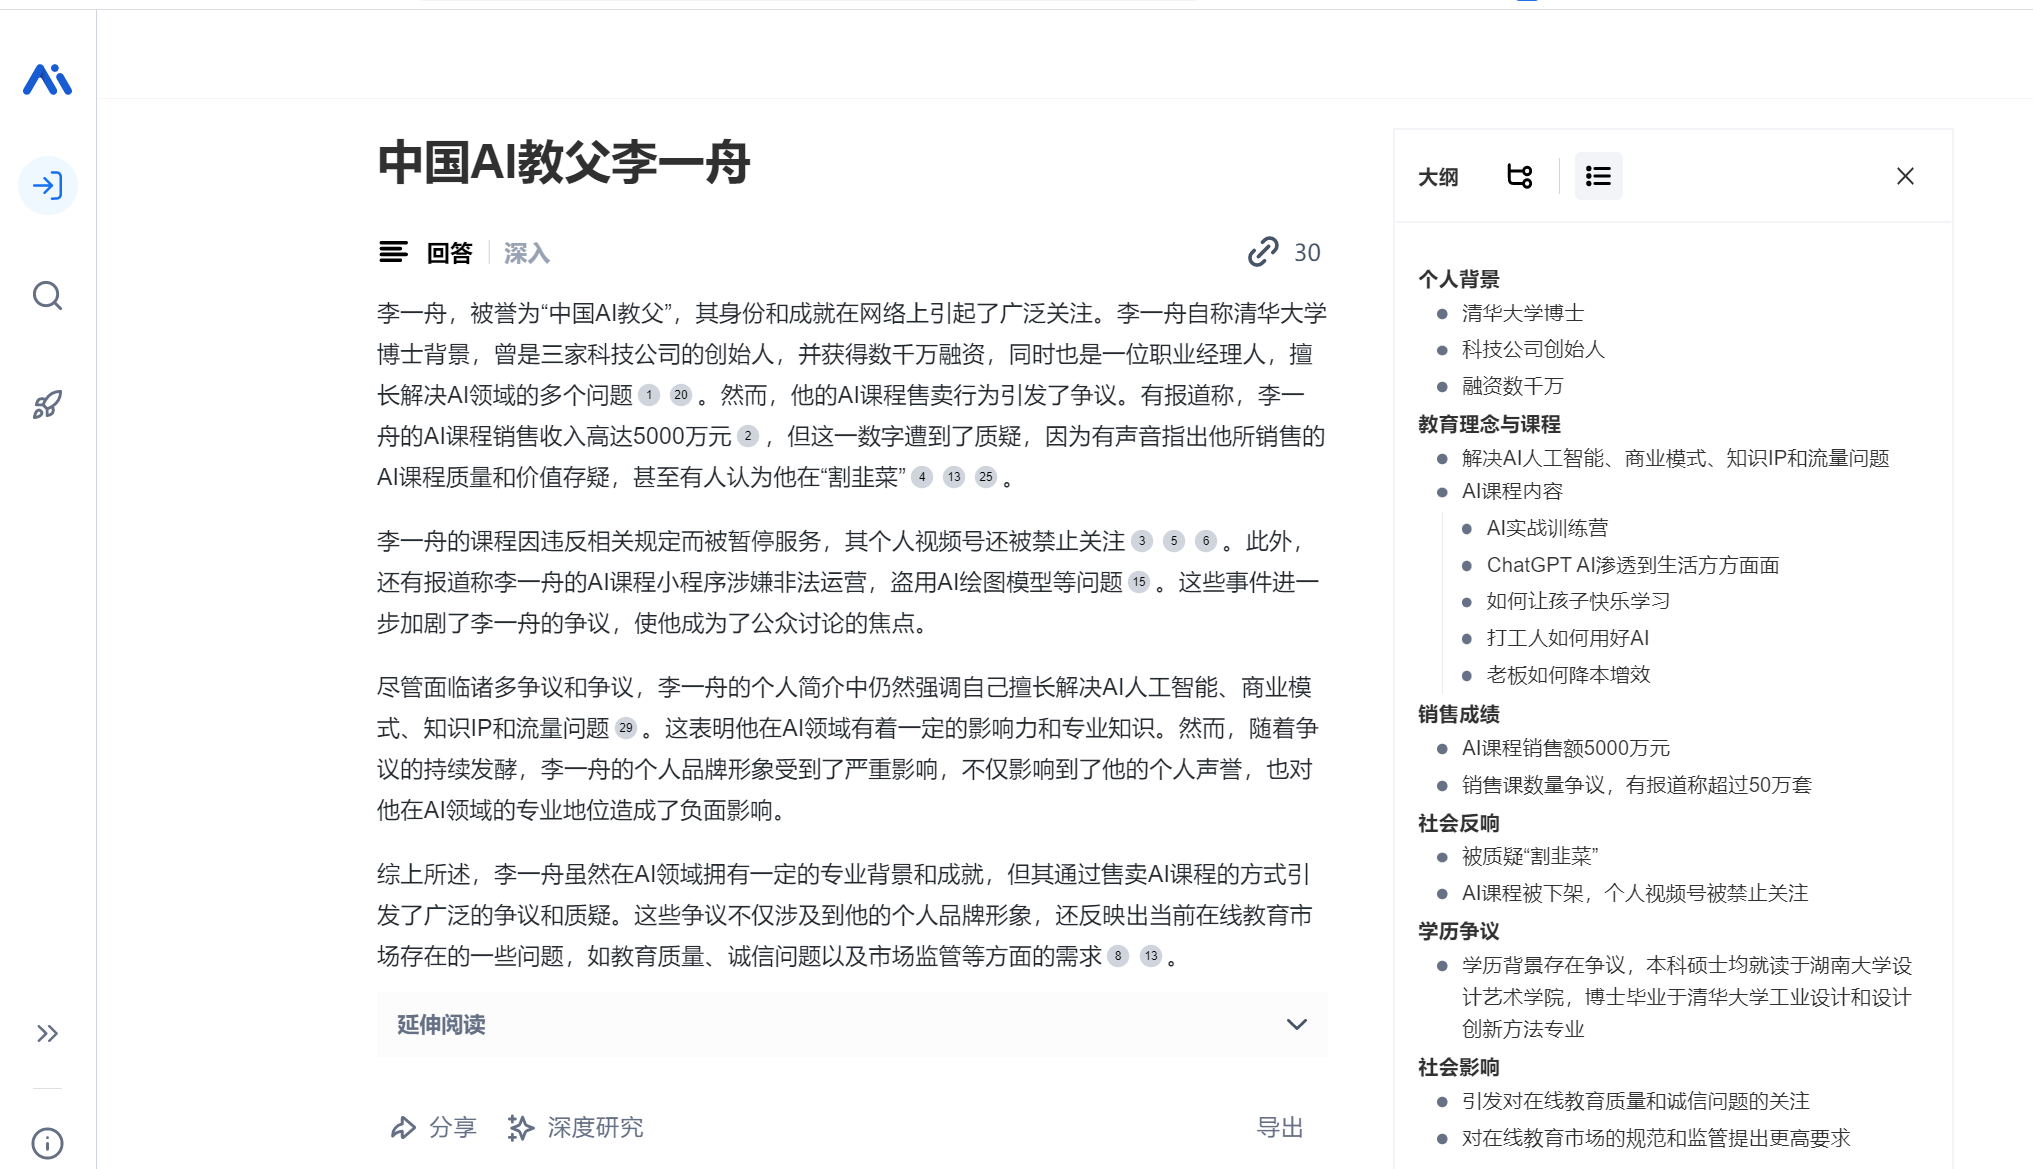 中国AI教父李一舟
回答
深入
30
李一舟，被誉为“中国AI教父”，其身份和成就在网络上引起了广泛关注。李一舟自称清华大学
博士背景，曾是三家科技公司的创始人，并获得数千万融资，同时也是一位职业经理人，擅
长解决AI领域的多个问题 1 20 。然而，他的AI课程售卖行为引发了争议。有报道称，李一
舟的AI课程销售收入高达5000万元 2 ，但这一数字遭到了质疑，因为有声音指出他所销售的
AI课程质量和价值存疑，甚至有人认为他在“割韭菜” 4 13 25 。
李一舟的课程因违反相关规定而被暂停服务，其个人视频号还被禁止关注 3 5 6 。此外，
还有报道称李一舟的AI课程小程序涉嫌非法运营，盗用AI绘图模型等问题 15 。这些事件进一
步加剧了李一舟的争议，使他成为了公众讨论的焦点。
尽管面临诸多争议和争议，李一舟的个人简介中仍然强调自己擅长解决AI人工智能、商业模
式、知识IP和流量问题 29 。这表明他在AI领域有着一定的影响力和专业知识。然而，随着争
议的持续发酵，李一舟的个人品牌形象受到了严重影响，不仅影响到了他的个人声誉，也对
他在AI领域的专业地位造成了负面影响。
综上所述，李一舟虽然在AI领域拥有一定的专业背景和成就，但其通过售卖AI课程的方式引
发了广泛的争议和质疑。这些争议不仅涉及到他的个人品牌形象，还反映出当前在线教育市
场存在的一些问题，如教育质量、诚信问题以及市场监管等方面的需求 8 13 。
延伸阅读
分享
深度研究
导出
大纲
个人背景
清华大学博士
科技公司创始人
融资数千万
教育理念与课程
解决AI人工智能、商业模式、知识IP和流量问题
AI课程内容
AI实战训练营
ChatGPT AI渗透到生活方方面面
如何让孩子快乐学习
打工人如何用好AI
老板如何降本增效
销售成绩
AI课程销售额5000万元
销售课数量争议，有报道称超过50万套
社会反响
被质疑“割韭菜”
AI课程被下架，个人视频号被禁止关注
学历争议
学历背景存在争议，本科硕士均就读于湖南大学设
计艺术学院，博士毕业于清华大学工业设计和设计
创新方法专业
社会影响
引发对在线教育质量和诚信问题的关注
对在线教育市场的规范和监管提出更高要求